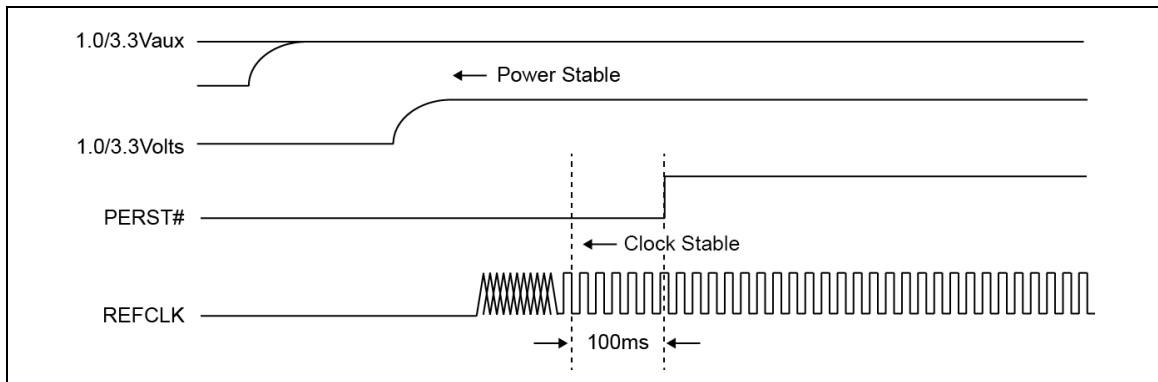 1.0/3.3Vaux
Power Stable
1.0/3.3Volts
PERST#
Clock Stable
REFCLK
100ms